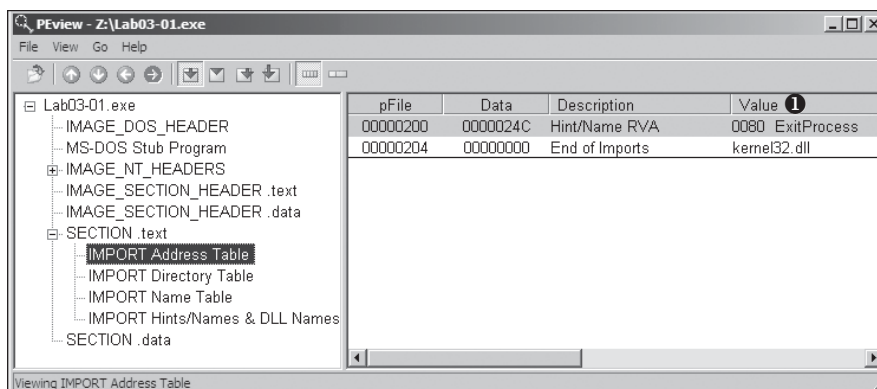 PEview - Z:\Lab03-01.exe
File View Go Help
Lab03-01.exe
IMAGE_DOS_HEADER
MS-DOS Stub Program
IMAGE_NT_HEADERS
IMAGE_SECTION_HEADER .text
IMAGE_SECTION_HEADER .data
SECTION .text
IMPORT Address Table
IMPORT Directory Table
IMPORT Name Table
IMPORT Hints/Names & DLL Names
SECTION .data
pFile Data Description Value ❶
00000200 0000024C Hint/Name RVA 0080 ExitProcess
00000204 00000000 End of Imports kernel32.dll
Viewing IMPORT Address Table